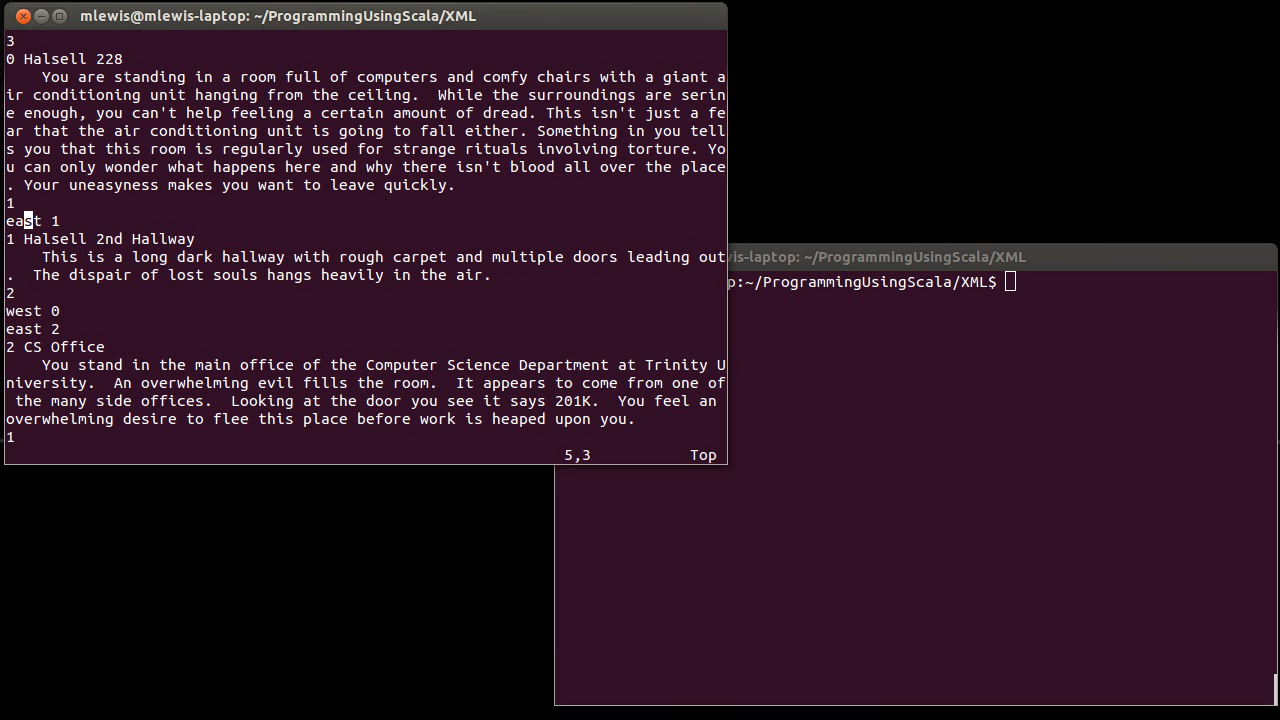 mlewis@mlewis-laptop: ~/ProgrammingUsingScala/XML
3
0 Halsell 228
    You are standing in a room full of computers and comfy chairs with a giant a
ir conditioning unit hanging from the ceiling.  While the surroundings are serin
e enough, you can't help feeling a certain amount of dread. This isn't just a fe
ar that the air conditioning unit is going to fall either. Something in you tell
s you that this room is regularly used for strange rituals involving torture. Yo
u can only wonder what happens here and why there isn't blood all over the place
. Your uneasyness makes you want to leave quickly.
1
east 1
1 Halsell 2nd Hallway
    This is a long dark hallway with rough carpet and multiple doors leading out
.  The dispair of lost souls hangs heavily in the air.
2
west 0
east 2
2 CS Office
    You stand in the main office of the Computer Science Department at Trinity U
niversity.  An overwhelming evil fills the room.  It appears to come from one of
 the many side offices.  Looking at the door you see it says 201K.  You feel an
overwhelming desire to flee this place before work is heaped upon you.
1
5,3 Top
is-laptop: ~/ProgrammingUsingScala/XML
p:~/ProgrammingUsingScala/XML$